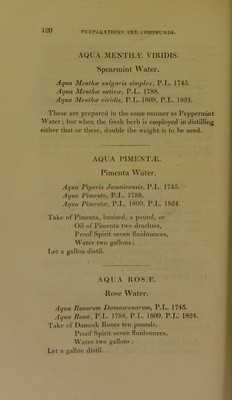 120 PREPARATIONS AND COMPOUNDS.
AQUA MENTHÆ VIRIDIS.
Spearmint Water.
Aqua Menthæ vulgaris simplex, P.L. 1745.
Aqua Menthæ sativæ, P.L. 1788.
Aqua Menthæ viridis, P.L. 1809, P.L. 1824.
These are prepared in the same manner as Peppermint
Water; but when the fresh herb is employed in distilling
either that or these, double the weight is to be used.
AQUA PIMENTÆ.
Pimenta Water.
Aqua Piperis Jamaicensis, P.L. 1745.
Aqua Pimento, P.L. 1788.
Aqua Pimentæ, P.L. 1809, P.L. 1824.
Take of Pimenta, bruised, a pound, or
Oil of Pimenta two drachms,
Proof Spirit seven fluidounces,
Water two gallons;
Let a gallon distil.
AQUA ROSÆ.
Rose Water.
Aqua Rosarum Damascenarum, P.L. 1745.
Aqua Rosæ, P.L. 1788, P.L. 1809, P.L. 1824.
Take of Damask Roses ten pounds,
Proof Spirit seven fluidounces,
Water two gallons;
Let a gallon distil.